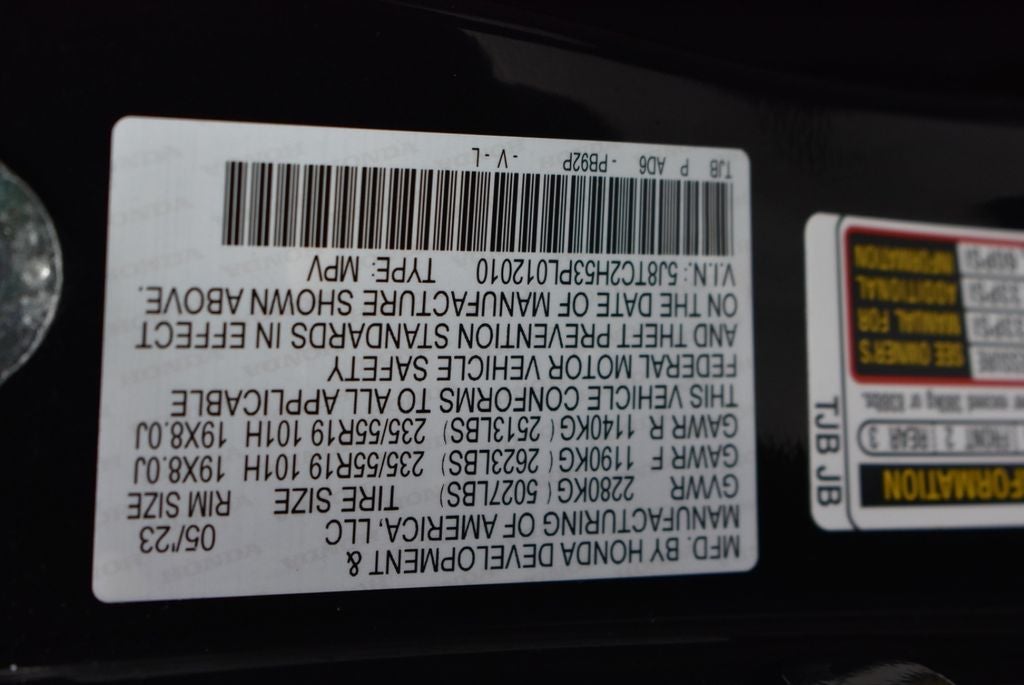 MFD. BY HONDA DEVELOPMENT &
MANUFACTURING OF AMERICA, LLC 05/'23
GVWR 2280KG ( 5027LBS) TIRE SIZE RIM SIZE
GAWR F 1190KG ( 2623LBS) 235/55R19 101H 19X8.0J
GAWR R 1140KG ( 2513LBS) 235/55R19 101H 19X8.0J
THIS VEHICLE CONFORMS TO ALL APPLICABLE
FEDERAL MOTOR VEHICLE SAFETY
AND THEFT PREVENTION STANDARDS IN EFFECT
ON THE DATE OF MANUFACTURE SHOWN ABOVE.
V.I.N.: 5J8TC2H53PL012010 TYPE: MPV
TJB P AD6 -PB92P -V-L
TJB JB
FRONT 2 REAR 3
SEE OWNER'S
MANUAL FOR
ADDITIONAL
INFORMATION